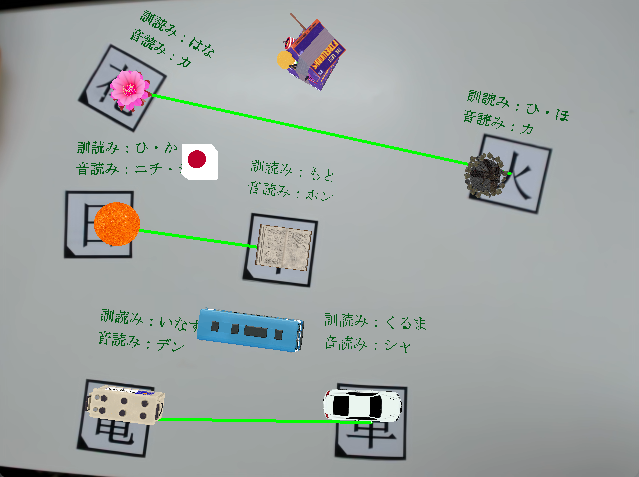 訓読み：はな
音読み：カ
花
訓読み：ひ・ほ
音読み：カ
火
訓読み：ひ・か
音読み：ニチ・
日
訓読み：もと
音読み：ホン
訓読み：いなず
音読み：デン
電
訓読み：くるま
音読み：シャ
車